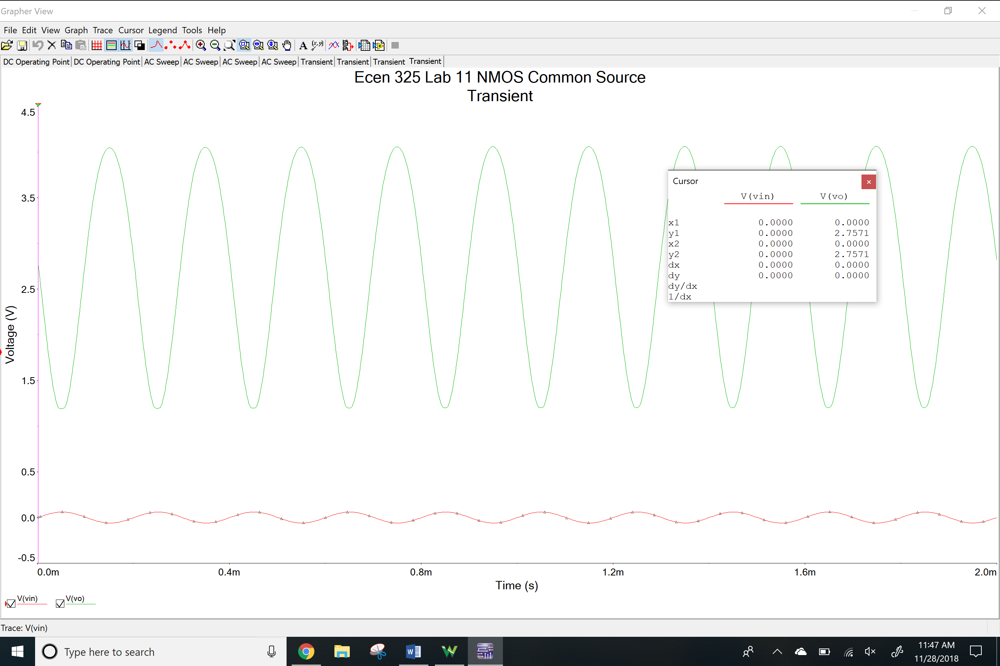 Grapher View
File Edit View Graph Trace Cursor Legend Tools Help
DC Operating Point DC Operating Point AC Sweep AC Sweep AC Sweep AC Sweep Transient Transient Transient Transient
Ecen 325 Lab 11 NMOS Common Source
Transient
4.5
3.5
2.5
1.5
0.5
0.0
-0.5
Voltage (V)
Cursor
V(vin) V(vo)
x1 0.0000 0.0000
y1 0.0000 2.7571
x2 0.0000 0.0000
y2 0.0000 2.7571
dx 0.0000 0.0000
dy 0.0000 0.0000
dy/dx
1/dx
0.0m 0.4m 0.8m 1.2m 1.6m 2.0m
Time (s)
V(vin) V(vo)
Trace: V(vin)
Type here to search
11:47 AM
11/28/2018